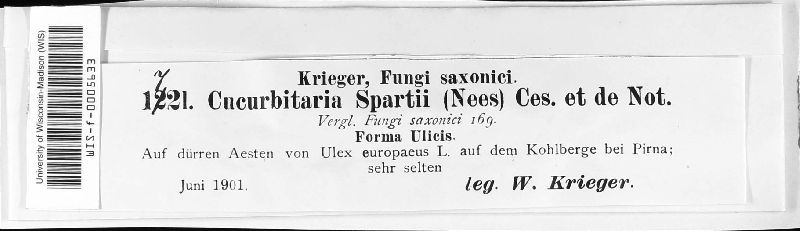 University of Wisconsin-Madison (WIS)
WIS-f-0009563
Krieger, Fungi saxonici.
1721. Cucurbitaria Spartii (Nees) Ces. et de Not.
Vergl. Fungi saxonici 169.
Forma Ulicis.
Auf dürren Aesten von Ulex europaeus L. auf dem Kohlberge bei Pirna;
sehr selten
Juni 1901. leg. W. Krieger.